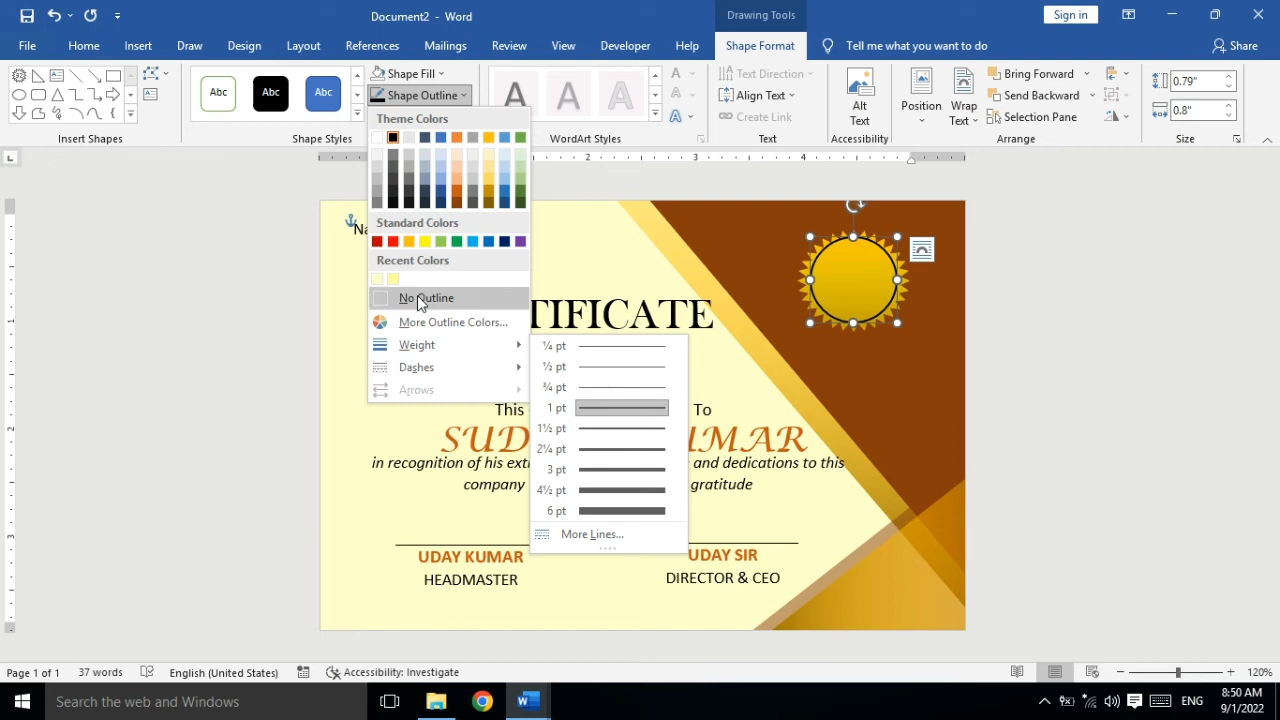 Document2 - Word
Drawing Tools
Sign in
File
Home
Insert
Draw
Design
Layout
References
Mailings
Review
View
Developer
Help
Shape Format
Tell me what you want to do
Share
Abc
Abc
Abc
Shape Fill
Shape Outline
A
A
A
A
A
A
Text Direction
Align Text
Create Link
Alt
Text
Position
Wrap
Text
Bring Forward
Send Backward
Selection Pane
0.79"
0.8"
Insert Shapes
Shape Styles
WordArt Styles
Text
Accessibility
Arrange
Size
Theme Colors
Standard Colors
Recent Colors
No Outline
More Outline Colors...
Weight
Dashes
Arrows
¼ pt
½ pt
¾ pt
1 pt
1½ pt
2¼ pt
3 pt
4½ pt
6 pt
More Lines...
2
3
4
1
2
3
Na
TIFICATE
This
To
SUD
UMAR
in recognition of his ext
and dedications to this
company
gratitude
UDAY KUMAR
UDAY SIR
HEADMASTER
DIRECTOR & CEO
Page 1 of 1
37 words
English (United States)
Accessibility: Investigate
120%
Search the web and Windows
ENG
8:50 AM
9/1/2022